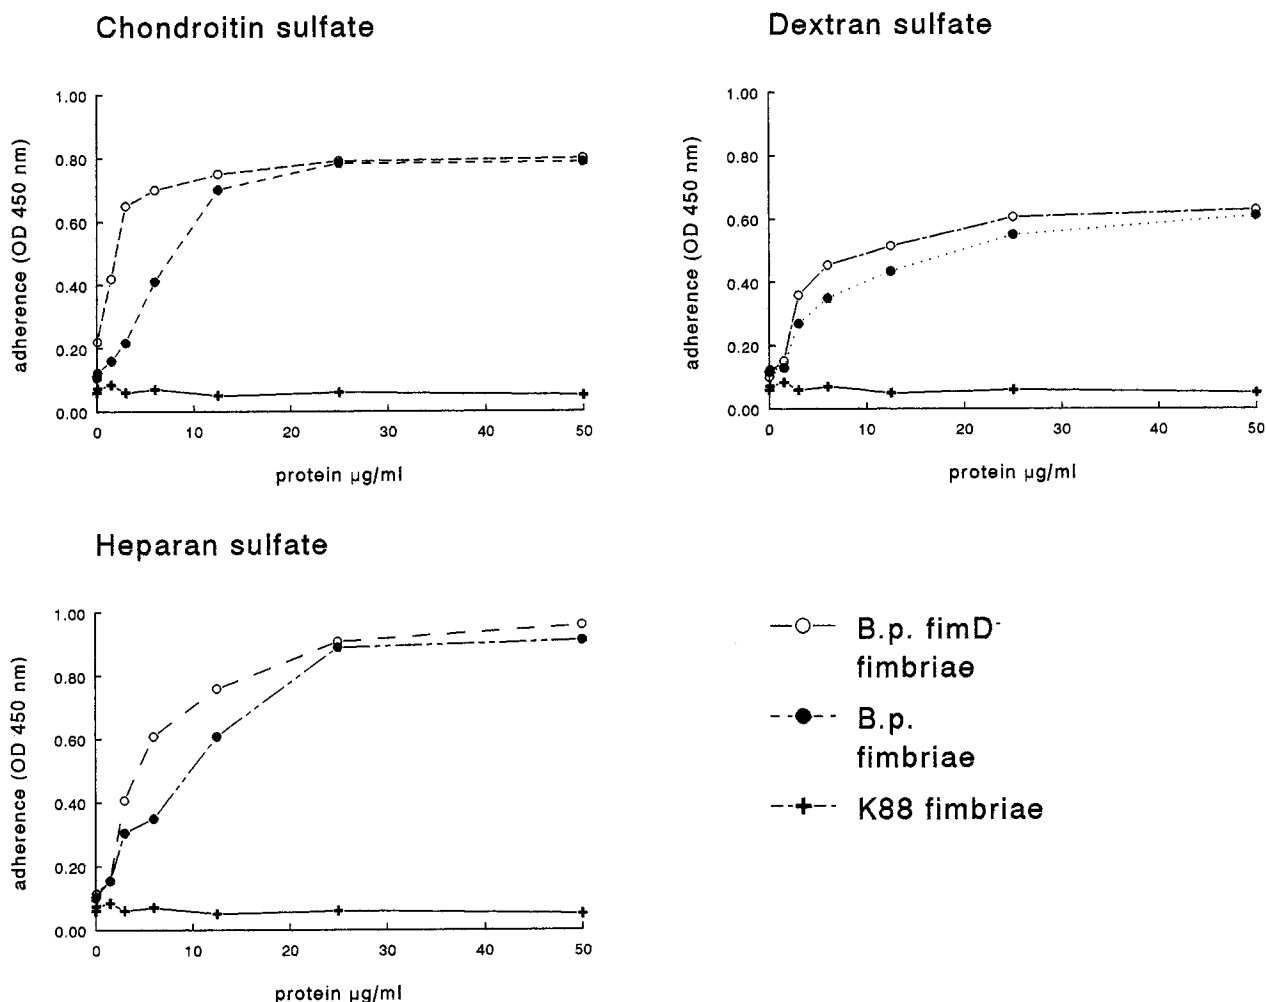 Chondroitin sulfate
adherence (OD 450 nm)
1.00
0.80
0.60
0.40
0.20
0.00
0 10 20 30 40 50
protein µg/ml
Dextran sulfate
adherence (OD 450 nm)
1.00
0.80
0.60
0.40
0.20
0.00
0 10 20 30 40 50
protein µg/ml
Heparan sulfate
adherence (OD 450 nm)
1.00
0.80
0.60
0.40
0.20
0.00
0 10 20 30 40 50
protein µg/ml
B.p. fimD-
fimbriae
B.p.
fimbriae
K88 fimbriae